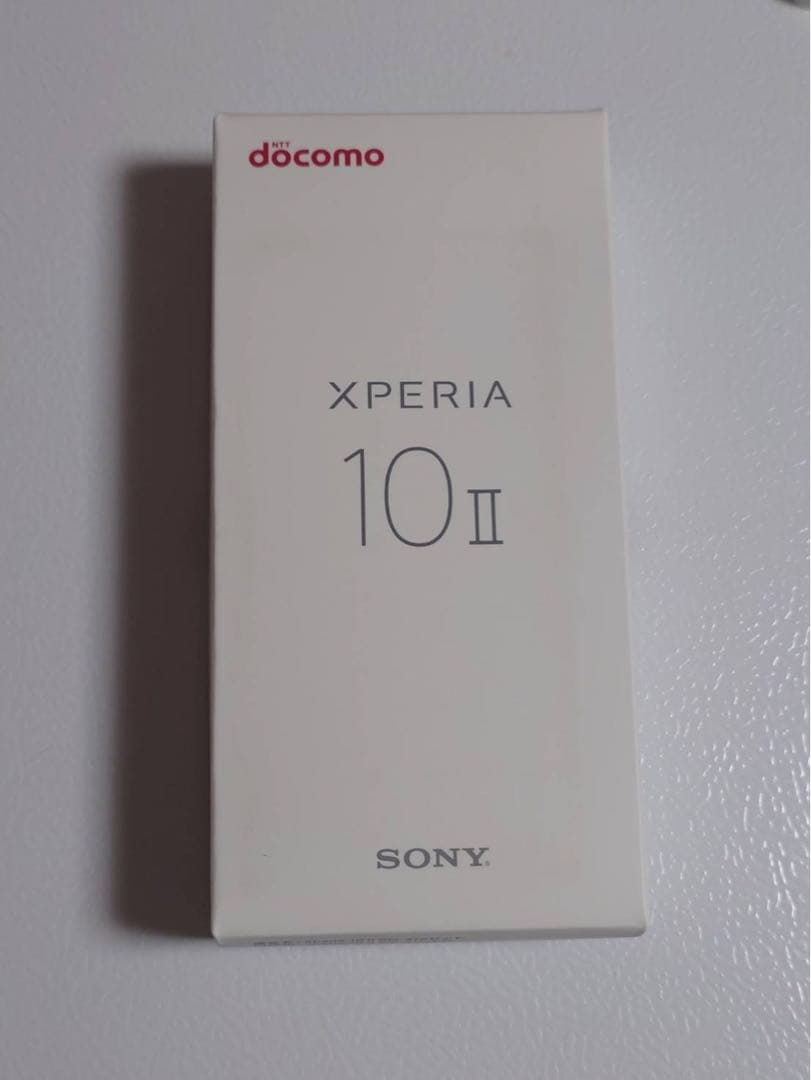 NTT
docomo
XPERIA
10 II
SONY